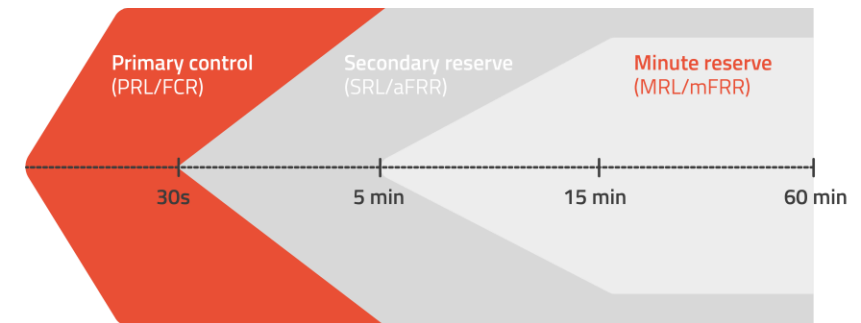 Primary control
(PRL/FCR)
Secondary reserve
(SRL/aFRR)
Minute reserve
(MRL/mFRR)
30s
5 min
15 min
60 min